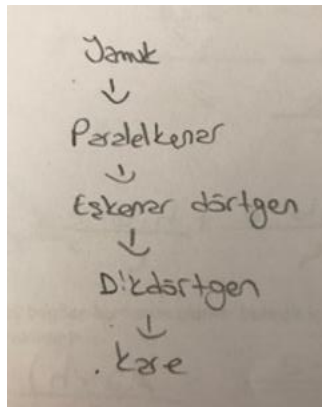 Yamuk
↓
Paralelkenar
↓
Eşkenar dörtgen
↓
Dikdörtgen
↓
. kare